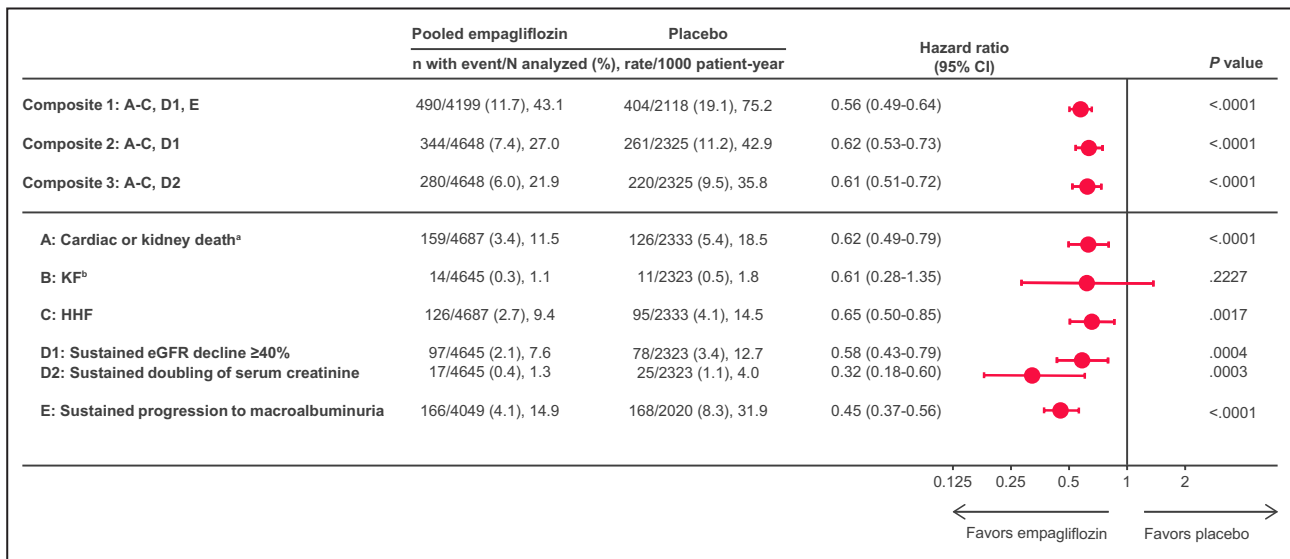 Pooled empagliflozin Placebo
n with event/N analyzed (%), rate/1000 patient-year
Hazard ratio
(95% CI)
P value
Composite 1: A-C, D1, E 490/4199 (11.7), 43.1 404/2118 (19.1), 75.2 0.56 (0.49-0.64) <.0001
Composite 2: A-C, D1 344/4648 (7.4), 27.0 261/2325 (11.2), 42.9 0.62 (0.53-0.73) <.0001
Composite 3: A-C, D2 280/4648 (6.0), 21.9 220/2325 (9.5), 35.8 0.61 (0.51-0.72) <.0001
A: Cardiac or kidney deathᵃ 159/4687 (3.4), 11.5 126/2333 (5.4), 18.5 0.62 (0.49-0.79) <.0001
B: KFᵇ 14/4645 (0.3), 1.1 11/2323 (0.5), 1.8 0.61 (0.28-1.35) .2227
C: HHF 126/4687 (2.7), 9.4 95/2333 (4.1), 14.5 0.65 (0.50-0.85) .0017
D1: Sustained eGFR decline ≥40% 97/4645 (2.1), 7.6 78/2323 (3.4), 12.7 0.58 (0.43-0.79) .0004
D2: Sustained doubling of serum creatinine 17/4645 (0.4), 1.3 25/2323 (1.1), 4.0 0.32 (0.18-0.60) .0003
E: Sustained progression to macroalbuminuria 166/4049 (4.1), 14.9 168/2020 (8.3), 31.9 0.45 (0.37-0.56) <.0001
0.125 0.25 0.5 1 2
Favors empagliflozin Favors placebo